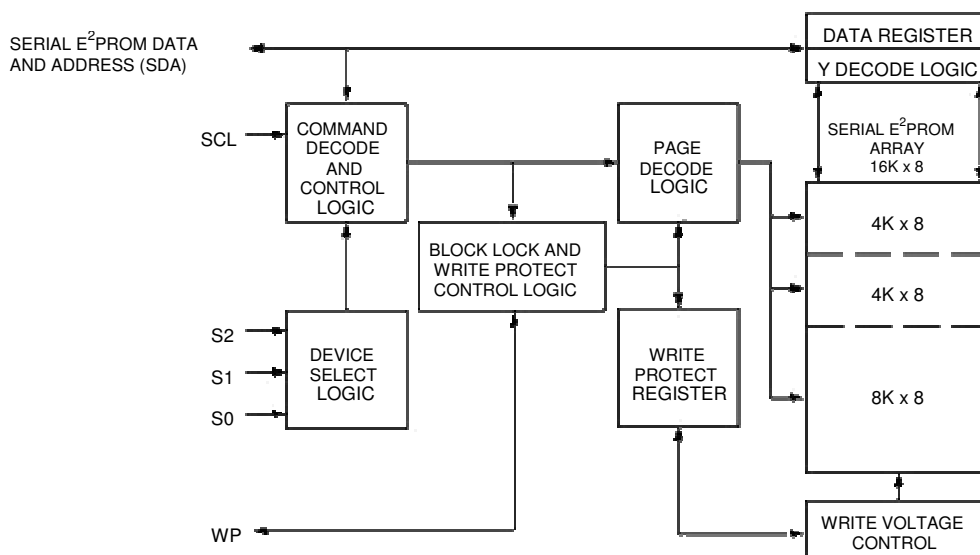 SERIAL E²PROM DATA
AND ADDRESS (SDA)
DATA REGISTER
Y DECODE LOGIC
SCL
COMMAND
DECODE
AND
CONTROL
LOGIC
PAGE
DECODE
LOGIC
SERIAL E²PROM
ARRAY
16K x 8
4K x 8
BLOCK LOCK AND
WRITE PROTECT
CONTROL LOGIC
4K x 8
S2
S1
S0
DEVICE
SELECT
LOGIC
WRITE
PROTECT
REGISTER
8K x 8
WP
WRITE VOLTAGE
CONTROL